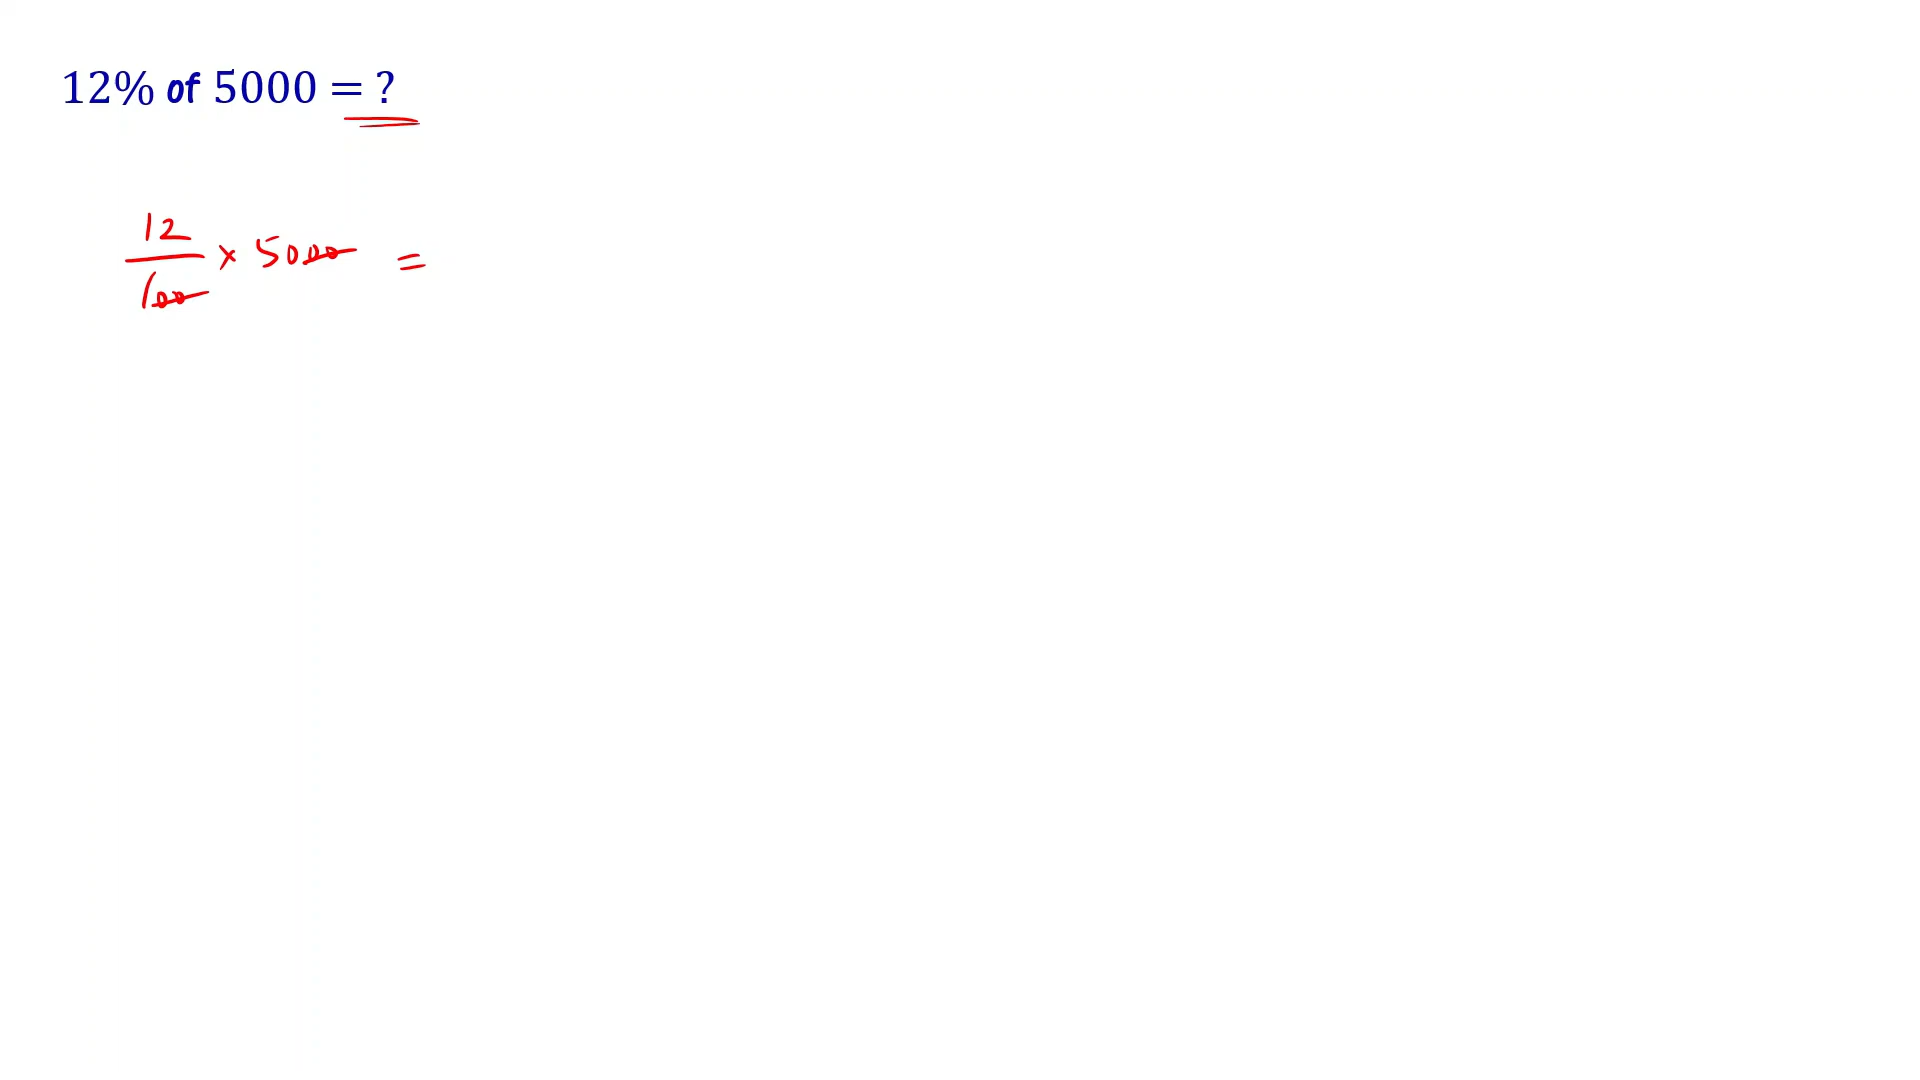 12% of 5000 = ?
12
100
× 5000 =